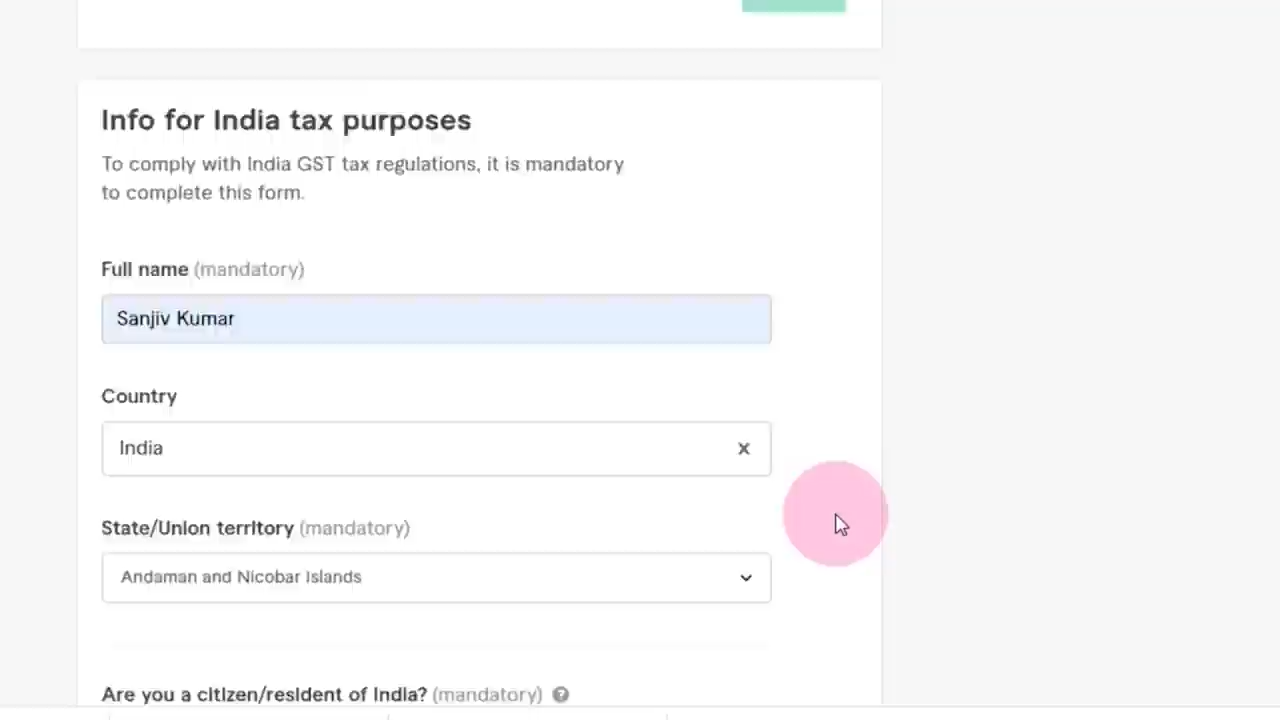 Info for India tax purposes
To comply with India GST tax regulations, it is mandatory
to complete this form.
Full name (mandatory)
Sanjiv Kumar
Country
India
State/Union territory (mandatory)
Andaman and Nicobar Islands
Are you a citizen/resident of India? (mandatory)